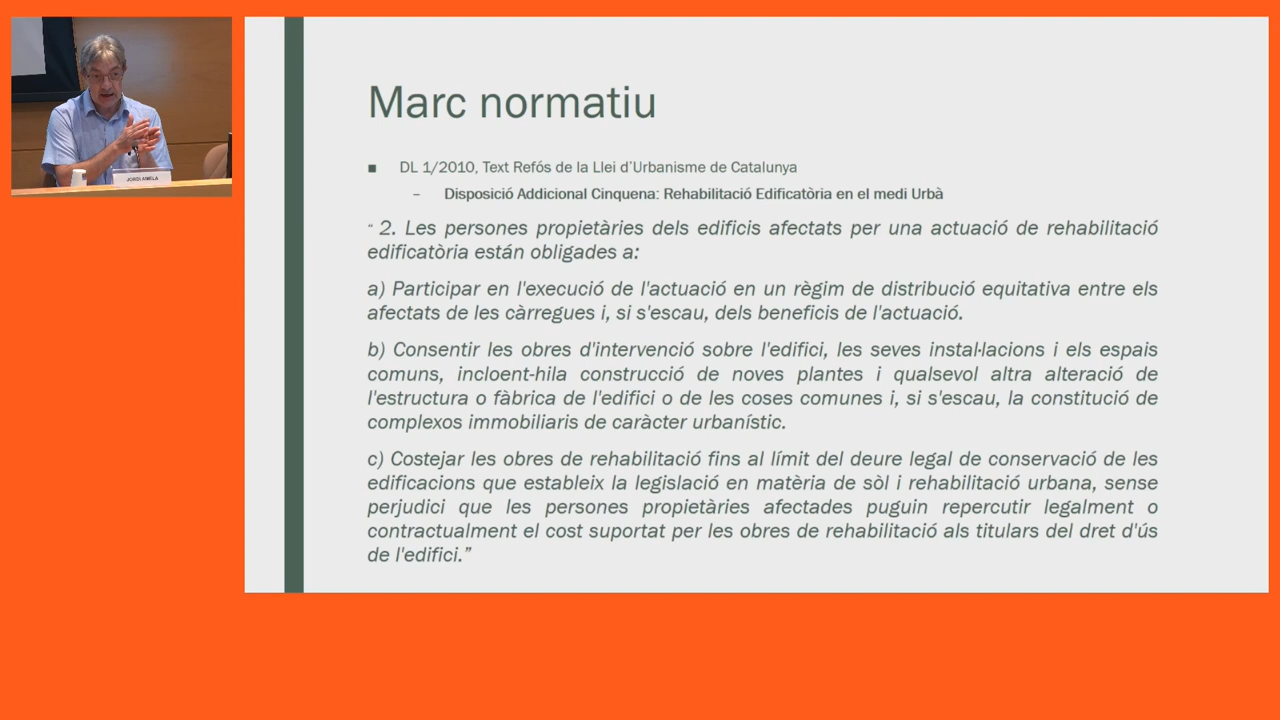 Marc normatiu
■ DL 1/2010, Text Refós de la Llei d'Urbanisme de Catalunya
– Disposició Addicional Cinquena: Rehabilitació Edificatòria en el medi Urbà
“ 2. Les persones propietàries dels edificis afectats per una actuació de rehabilitació
edificatòria están obligades a:
a) Participar en l'execució de l'actuació en un règim de distribució equitativa entre els
afectats de les càrregues i, si s'escau, dels beneficis de l'actuació.
b) Consentir les obres d'intervenció sobre l'edifici, les seves instal·lacions i els espais
comuns, incloent-hila construcció de noves plantes i qualsevol altra alteració de
l'estructura o fàbrica de l'edifici o de les coses comunes i, si s'escau, la constitució de
complexos immobiliaris de caràcter urbanístic.
c) Costejar les obres de rehabilitació fins al límit del deure legal de conservació de les
edificacions que estableix la legislació en matèria de sòl i rehabilitació urbana, sense
perjudici que les persones propietàries afectades puguin repercutir legalment o
contractualment el cost suportat per les obres de rehabilitació als titulars del dret d'ús
de l'edifici.”